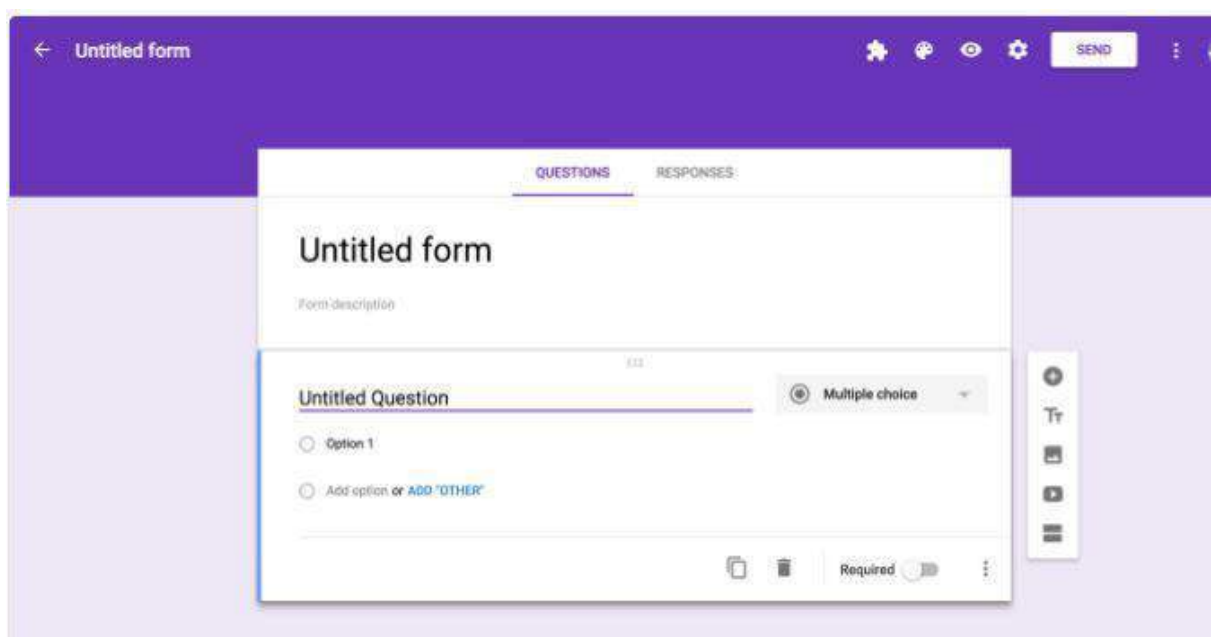 Untitled form
SEND
QUESTIONS RESPONSES
Untitled form
Form description
Untitled Question
Multiple choice
Option 1
Add option or ADD "OTHER"
Tт
Required